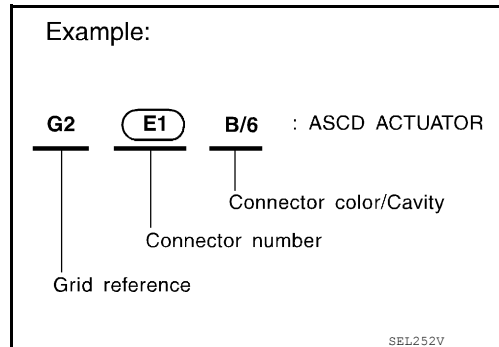 Example:
G2 E1 B/6 : ASCD ACTUATOR
Connector color/Cavity
Connector number
Grid reference
SEL252V